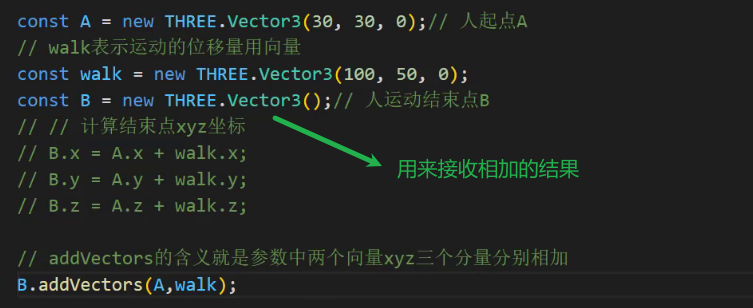 const A = new THREE.Vector3(30, 30, 0);// 人起点A
// walk表示运动的位移量用向量
const walk = new THREE.Vector3(100, 50, 0);
const B = new THREE.Vector3();// 人运动结束点B
// // 计算结束点xyz坐标
// B.x = A.x + walk.x;
用来接收相加的结果
// B.y = A.y + walk.y;
// B.z = A.z + walk.z;
// addVectors的含义就是参数中两个向量xyz三个分量分别相加
B.addVectors(A,walk);